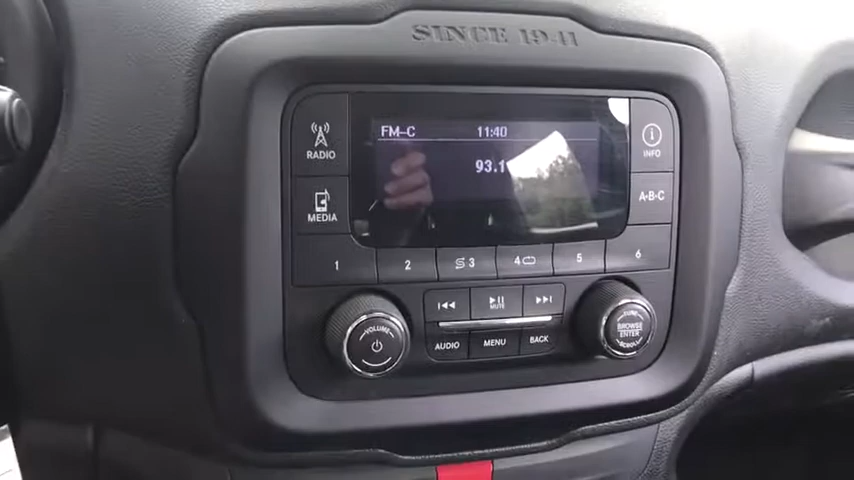 SINCE 1941
RADIO
FM-C 11:40
INFO
93.1
MEDIA
A•B•C
1 2 3 4 5 6
MUTE
VOLUME
TUNE
BROWSE
ENTER
SCROLL
AUDIO MENU BACK